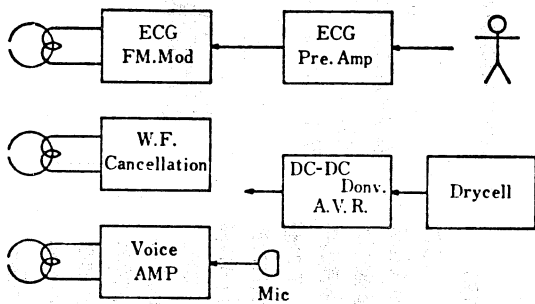 ECG
FM.Mod
ECG
Pre. Amp
W.F.
Cancellation
DC-DC
Donv.
A.V.R.
Drycell
Voice
AMP
Mic